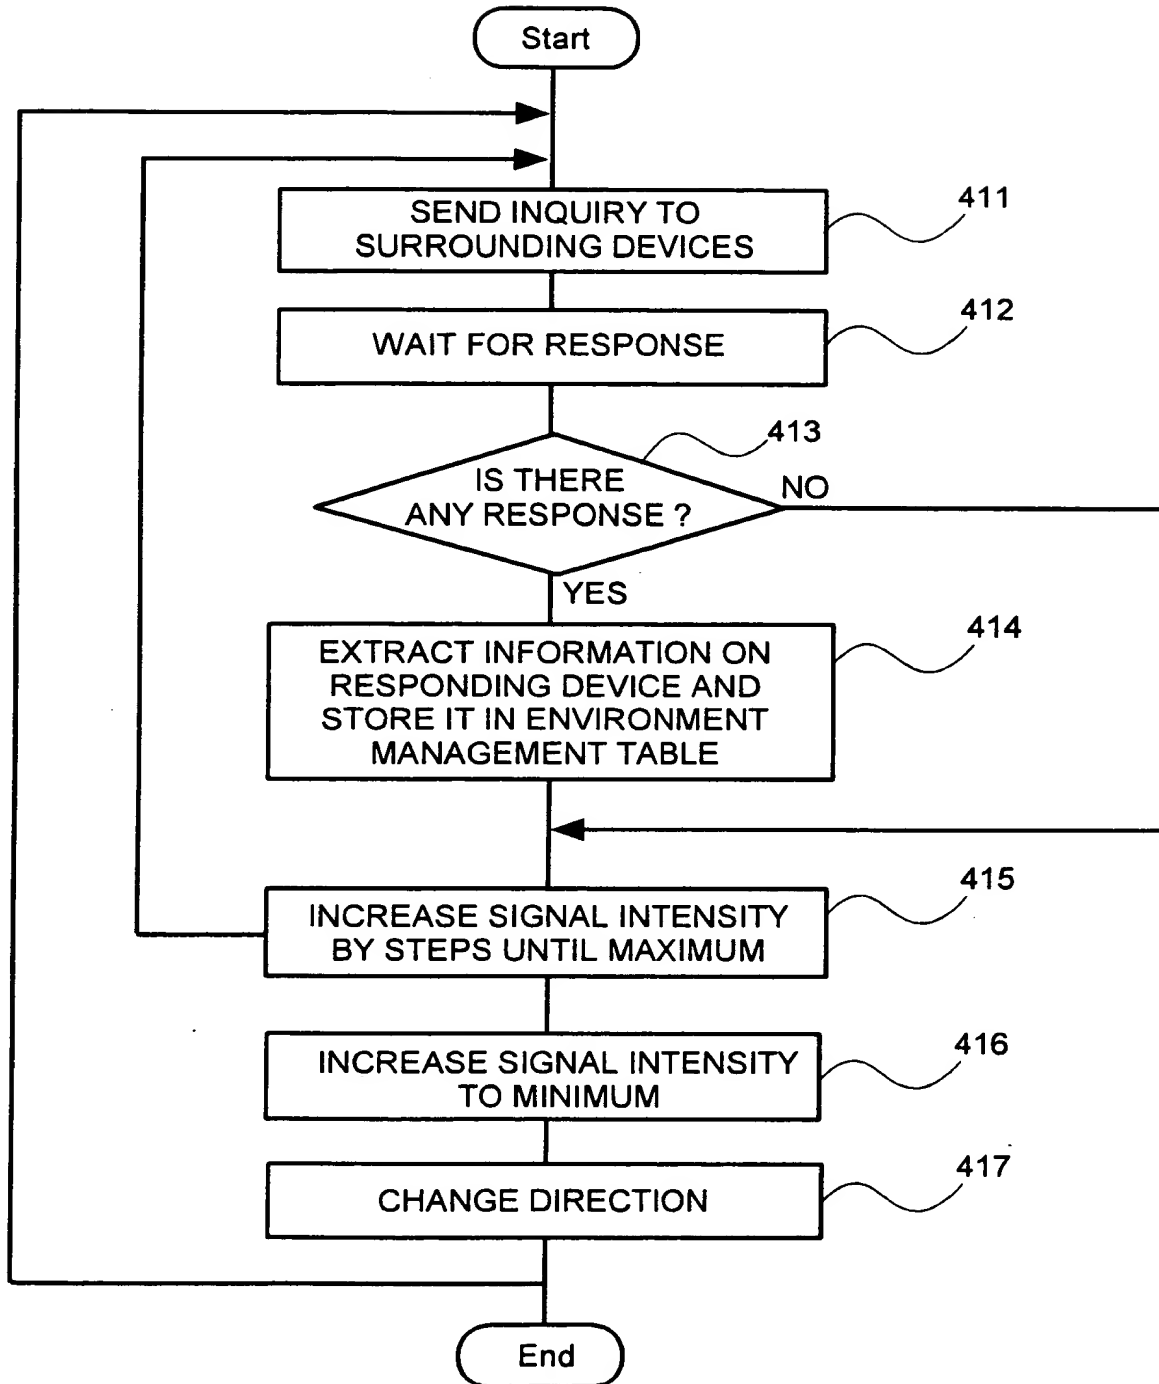 Start
SEND INQUIRY TO
SURROUNDING DEVICES
411
WAIT FOR RESPONSE
412
413
IS THERE
ANY RESPONSE ?
NO
YES
EXTRACT INFORMATION ON
RESPONDING DEVICE AND
STORE IT IN ENVIRONMENT
MANAGEMENT TABLE
414
INCREASE SIGNAL INTENSITY
BY STEPS UNTIL MAXIMUM
415
INCREASE SIGNAL INTENSITY
TO MINIMUM
416
CHANGE DIRECTION
417
End